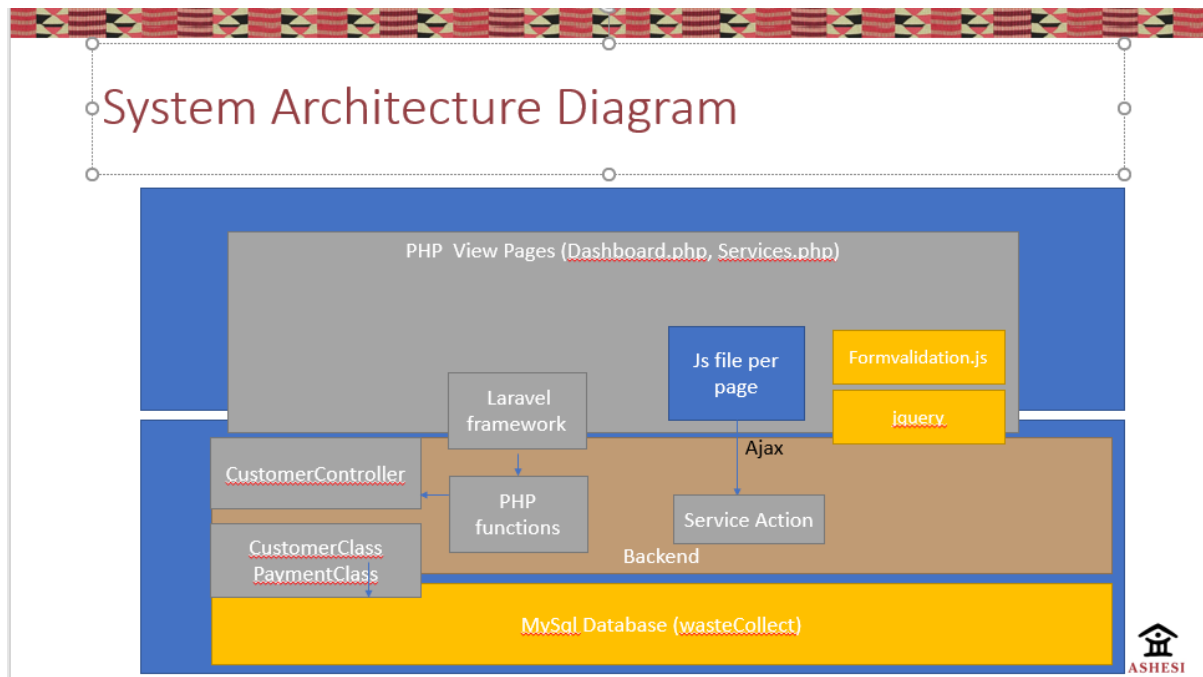 System Architecture Diagram
PHP View Pages (Dashboard.php, Services.php)
Js file per
page
Formvalidation.js
jquery
Laravel
framework
Ajax
CustomerController
PHP
functions
Service Action
CustomerClass
PaymentClass
Backend
MySql Database (wasteCollect)
ASHESI